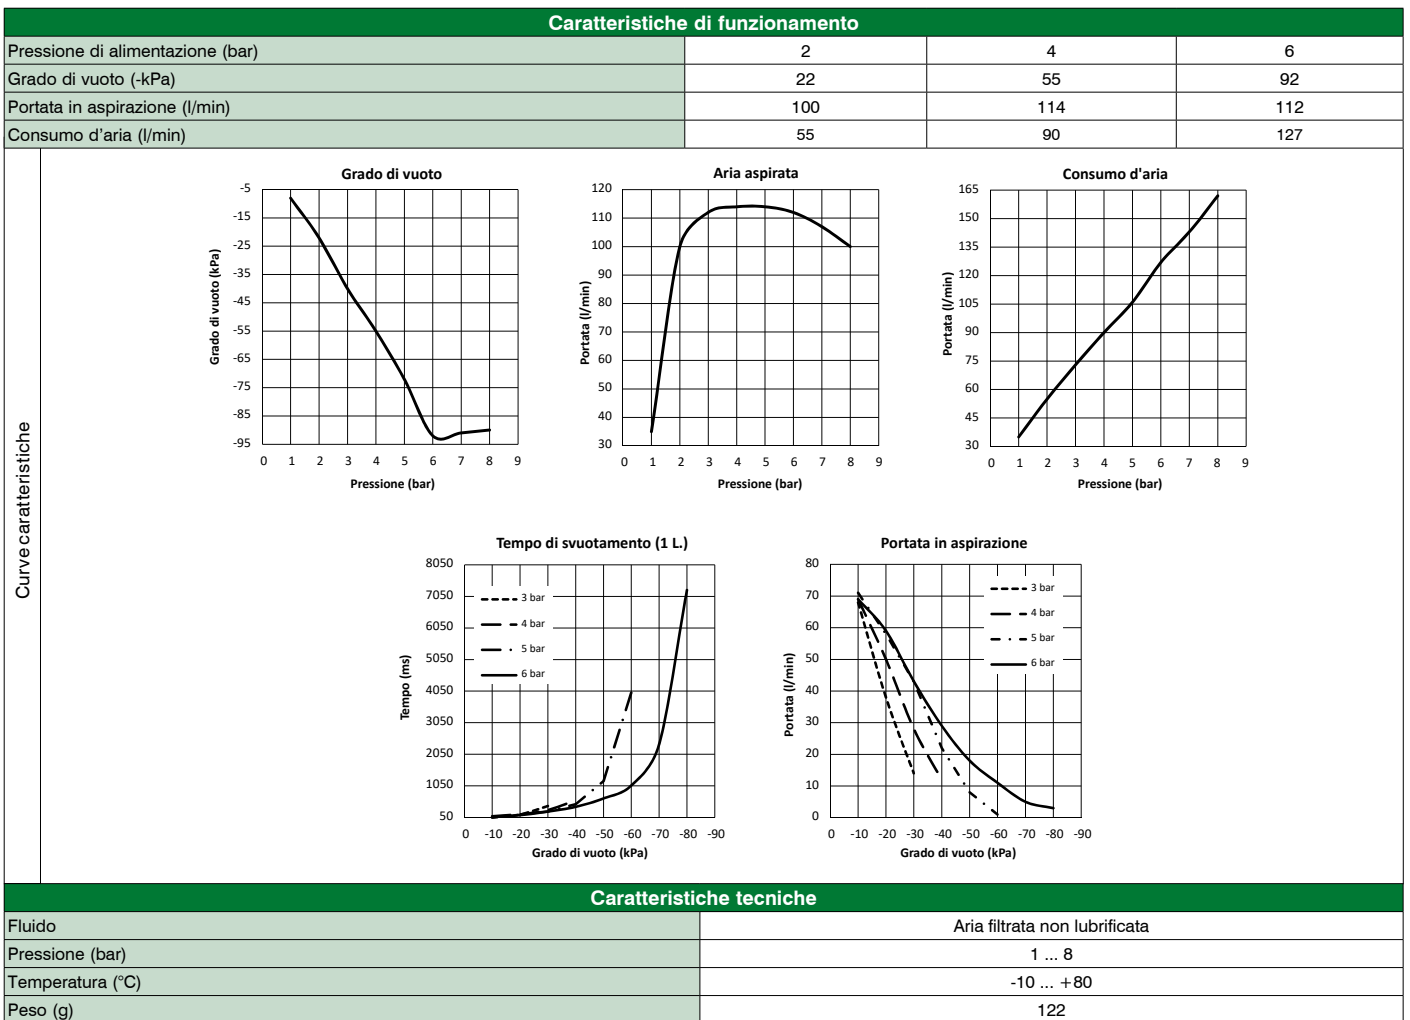 Caratteristiche di funzionamento
Pressione di alimentazione (bar) 2 4 6
Grado di vuoto (-kPa) 22 55 92
Portata in aspirazione (l/min) 100 114 112
Consumo d'aria (l/min) 55 90 127
Curve caratteristiche
Grado di vuoto
Grado di vuoto (kPa)
-5
-15
-25
-35
-45
-55
-65
-75
-85
-95
0 1 2 3 4 5 6 7 8 9
Pressione (bar)
Aria aspirata
Portata (l/min)
120
110
100
90
80
70
60
50
40
30
0 1 2 3 4 5 6 7 8 9
Pressione (bar)
Consumo d'aria
Portata (l/min)
165
150
135
120
105
90
75
60
45
30
0 1 2 3 4 5 6 7 8 9
Pressione (bar)
Tempo di svuotamento (1 L.)
Tempo (ms)
8050
7050
6050
5050
4050
3050
2050
1050
50
3 bar
4 bar
5 bar
6 bar
0 -10 -20 -30 -40 -50 -60 -70 -80 -90
Grado di vuoto (kPa)
Portata in aspirazione
Portata (l/min)
80
70
60
50
40
30
20
10
0
3 bar
4 bar
5 bar
6 bar
0 -10 -20 -30 -40 -50 -60 -70 -80 -90
Grado di vuoto (kPa)
Caratteristiche tecniche
Fluido Aria filtrata non lubrificata
Pressione (bar) 1 ... 8
Temperatura (°C) -10 ... +80
Peso (g) 122